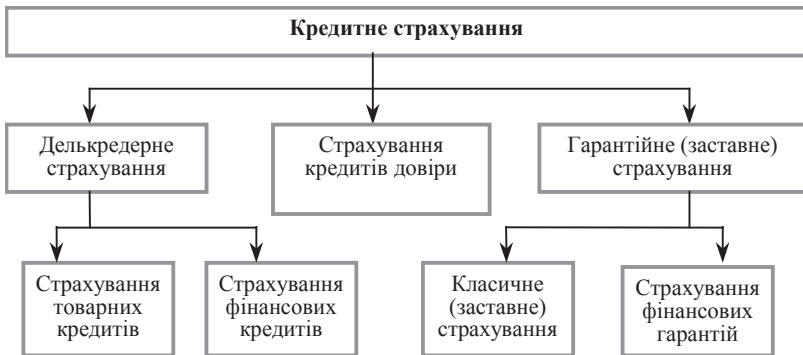 Кредитне страхування
Делькредерне
страхування
Страхування
кредитів довіри
Гарантійне (заставне)
страхування
Страхування
товарних
кредитів
Страхування
фінансових
кредитів
Класичне
(заставне)
страхування
Страхування
фінансових
гарантій